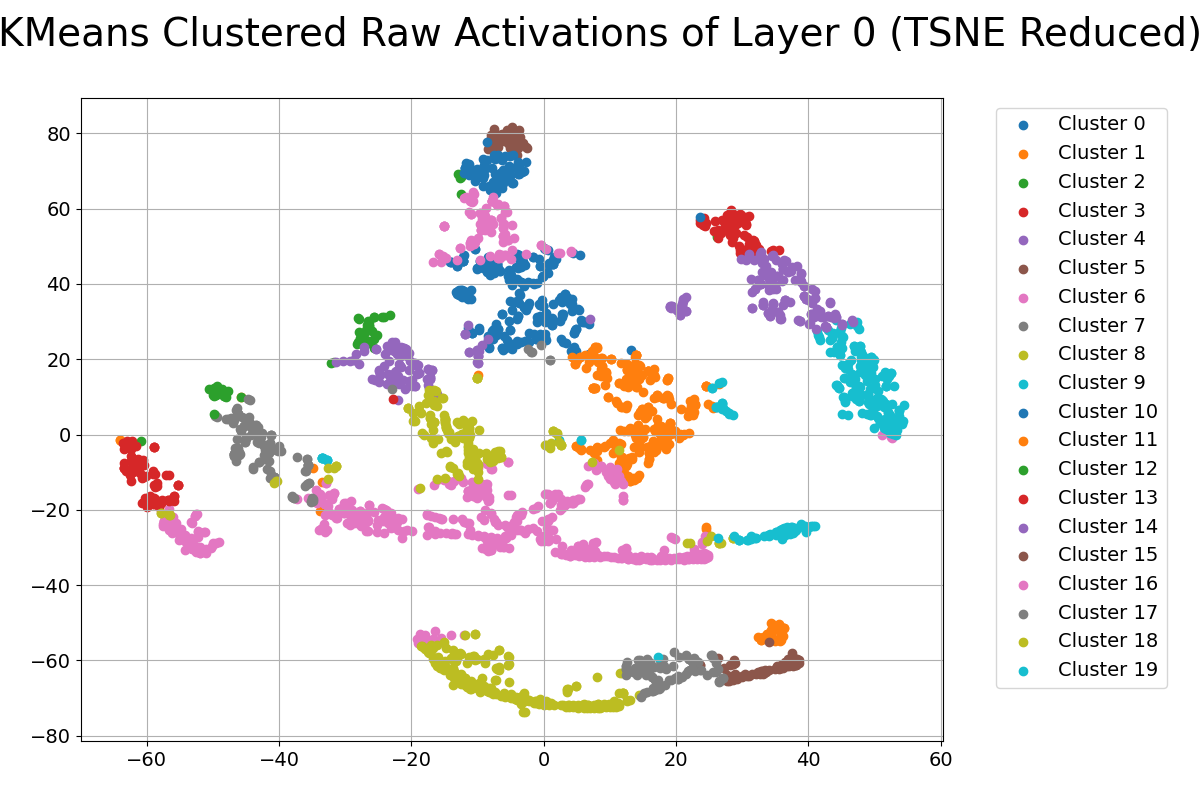 KMeans Clustered Raw Activations of Layer 0 (TSNE Reduced)
80
60
40
20
0
−20
−40
−60
−80
−60
−40
−20
0
20
40
60
Cluster 0
Cluster 1
Cluster 2
Cluster 3
Cluster 4
Cluster 5
Cluster 6
Cluster 7
Cluster 8
Cluster 9
Cluster 10
Cluster 11
Cluster 12
Cluster 13
Cluster 14
Cluster 15
Cluster 16
Cluster 17
Cluster 18
Cluster 19